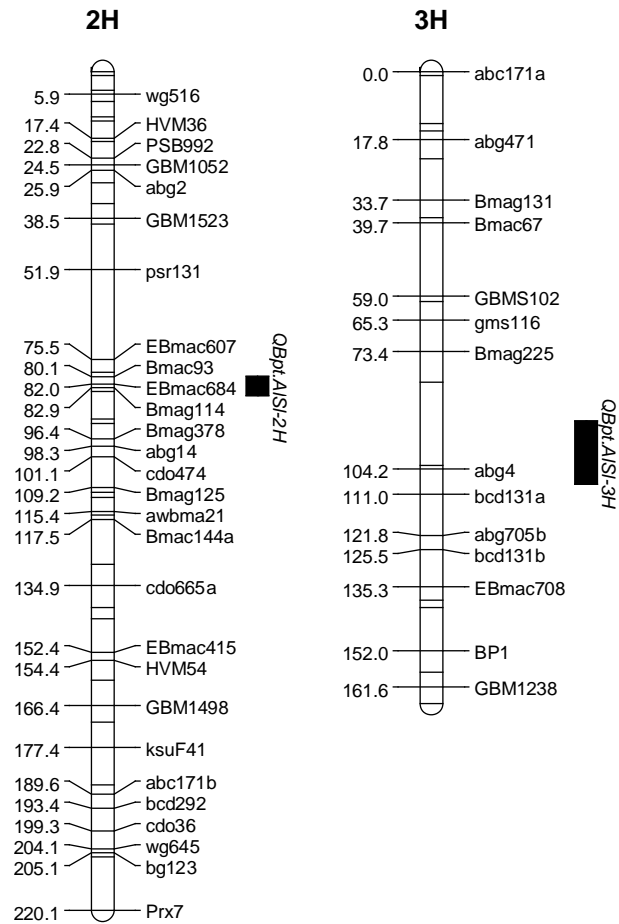 2H
5.9 wg516
17.4 HVM36
22.8 PSB992
24.5 GBM1052
25.9 abg2
38.5 GBM1523
51.9 psr131
75.5 EBmac607
80.1 Bmac93
82.0 EBmac684
82.9 Bmag114
96.4 Bmag378
98.3 abg14
101.1 cdo474
109.2 Bmag125
115.4 awbma21
117.5 Bmac144a
134.9 cdo665a
152.4 EBmac415
154.4 HVM54
166.4 GBM1498
177.4 ksuF41
189.6 abc171b
193.4 bcd292
199.3 cdo36
204.1 wg645
205.1 bg123
220.1 Prx7
QBpt.AISI-2H
3H
0.0 abc171a
17.8 abg471
33.7 Bmag131
39.7 Bmac67
59.0 GBMS102
65.3 gms116
73.4 Bmag225
104.2 abg4
111.0 bcd131a
121.8 abg705b
125.5 bcd131b
135.3 EBmac708
152.0 BP1
161.6 GBM1238
QBpt.AISI-3H